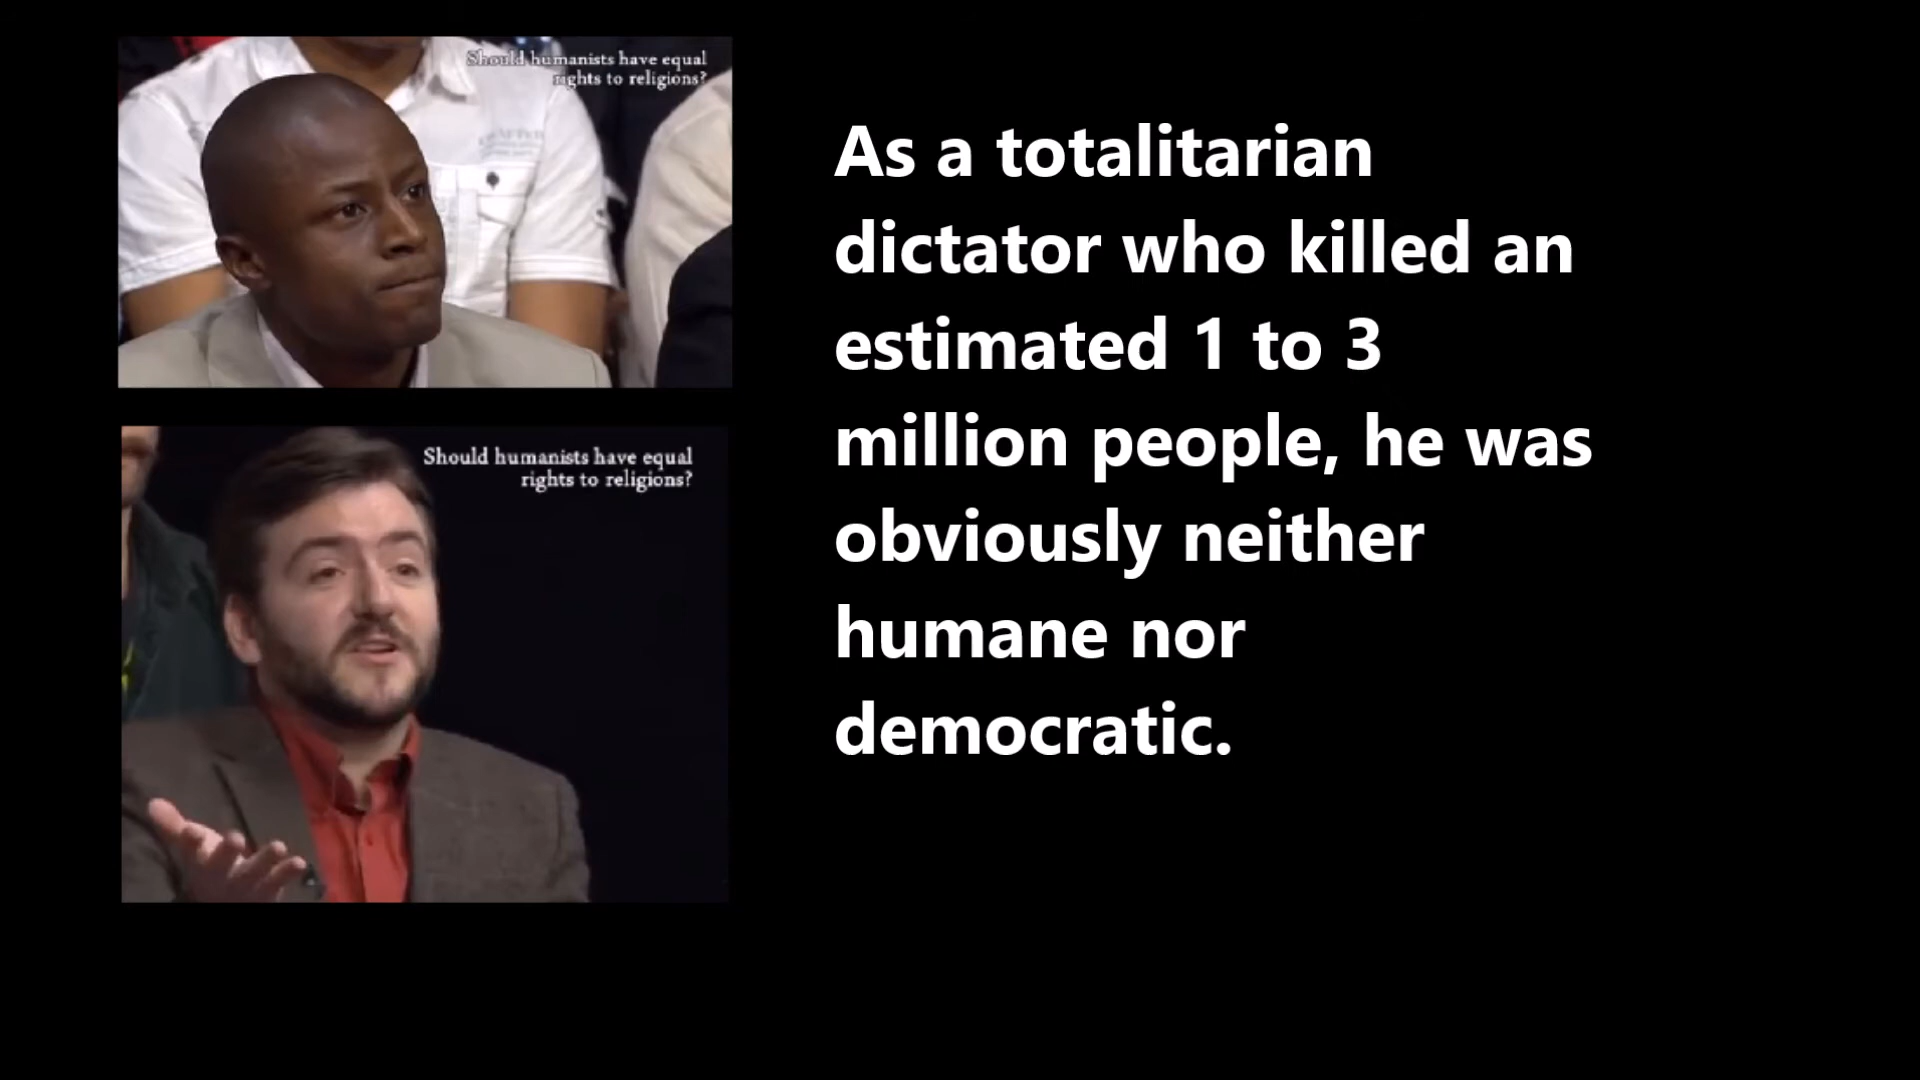 Should humanists have equal
rights to religions?
Should humanists have equal
rights to religions?
As a totalitarian
dictator who killed an
estimated 1 to 3
million people, he was
obviously neither
humane nor
democratic.